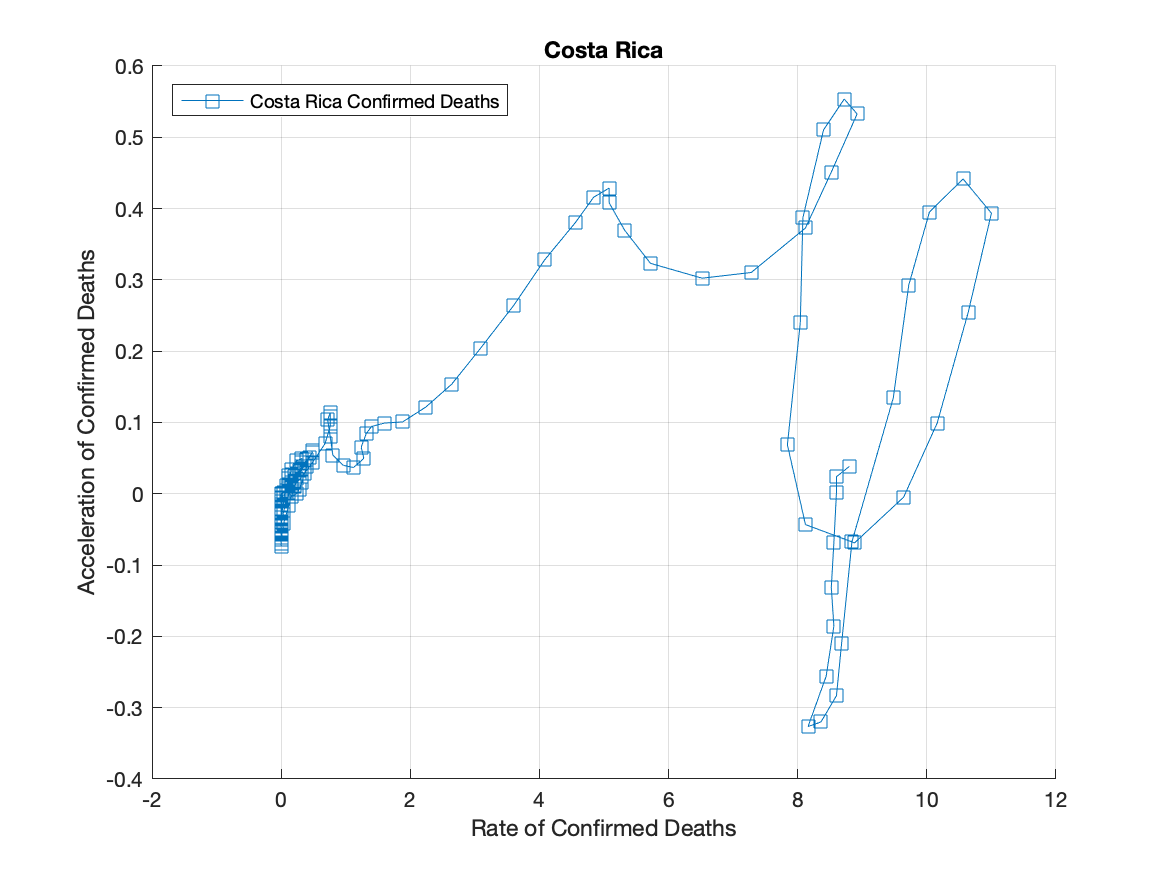 Costa Rica
0.6
Costa Rica Confirmed Deaths
0.5
0.4
0.3
0.2
0.1
0
-0.1
-0.2
-0.3
-0.4
Acceleration of Confirmed Deaths
-2 0 2 4 6 8 10 12
Rate of Confirmed Deaths